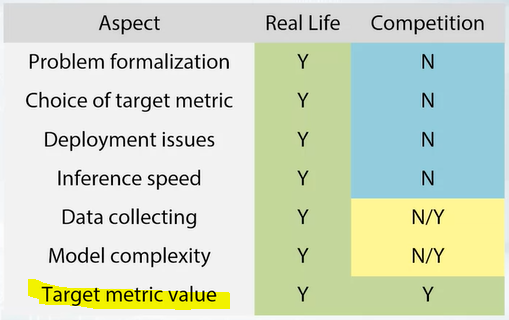 Aspect Real Life Competition
Problem formalization Y N
Choice of target metric Y N
Deployment issues Y N
Inference speed Y N
Data collecting Y N/Y
Model complexity Y N/Y
Target metric value Y Y